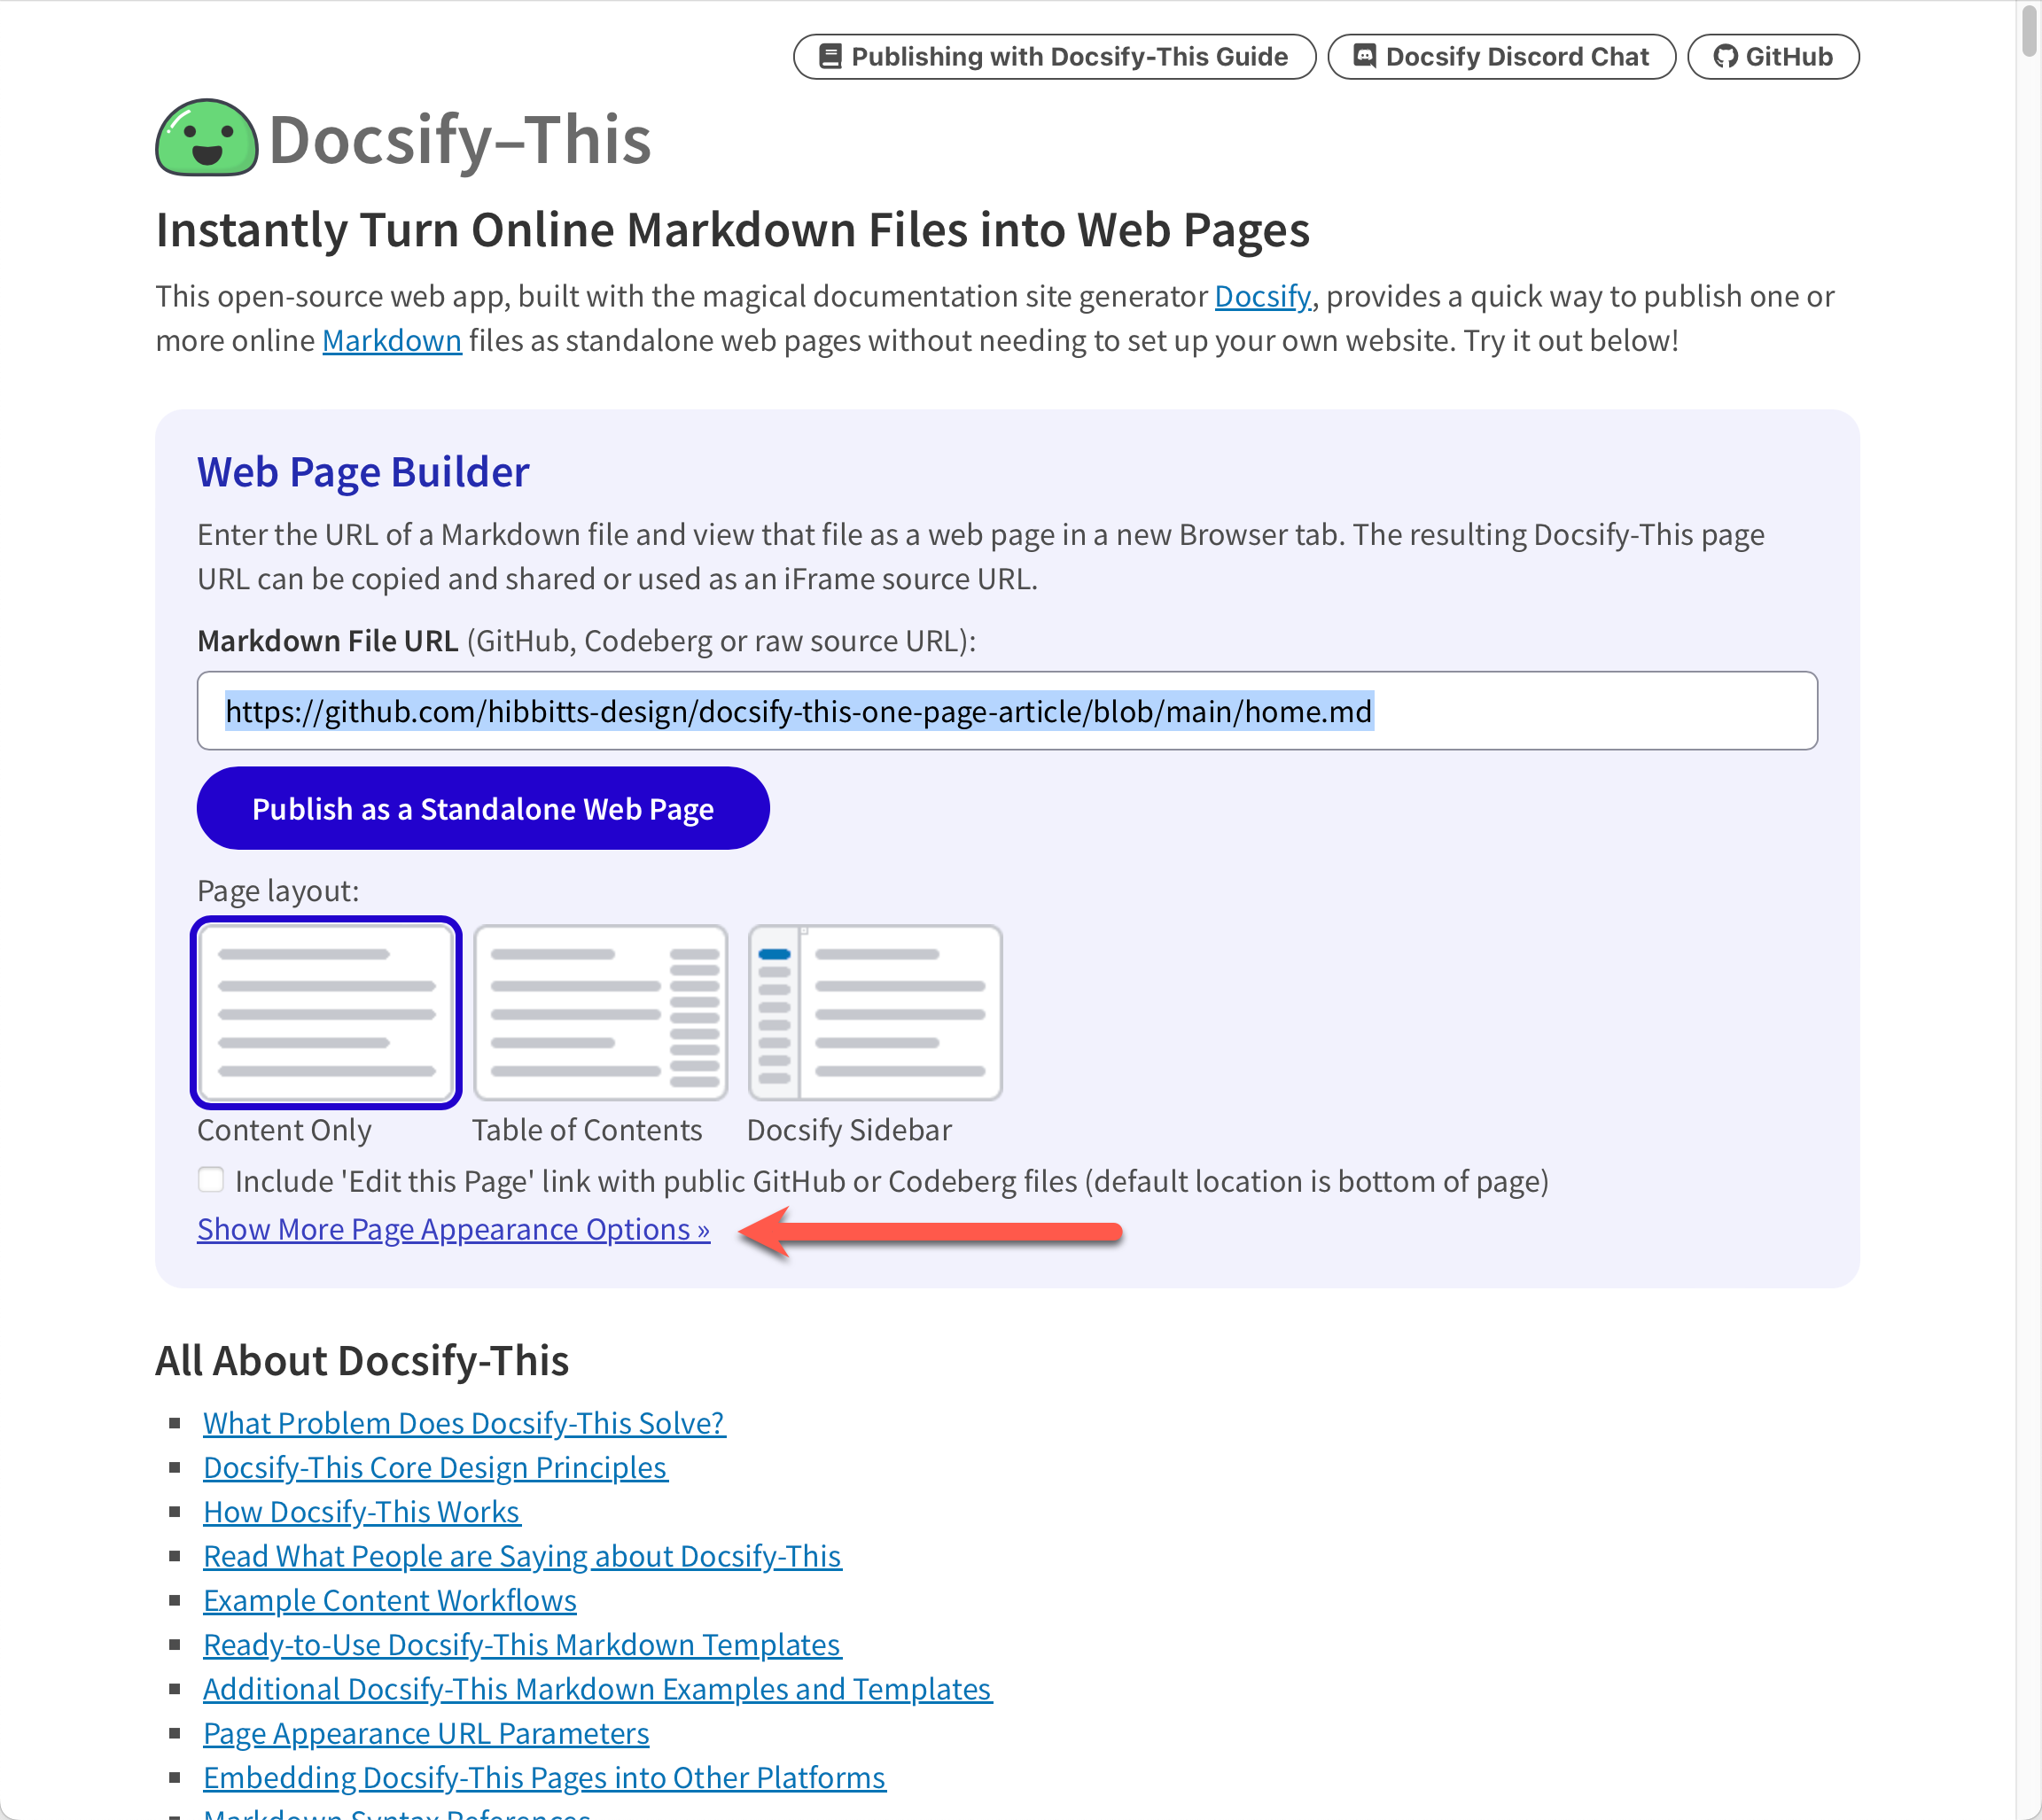 Publishing with Docsify-This Guide
Docsify Discord Chat
GitHub
Docsify–This
Instantly Turn Online Markdown Files into Web Pages
This open-source web app, built with the magical documentation site generator Docsify, provides a quick way to publish one or
more online Markdown files as standalone web pages without needing to set up your own website. Try it out below!
Web Page Builder
Enter the URL of a Markdown file and view that file as a web page in a new Browser tab. The resulting Docsify-This page
URL can be copied and shared or used as an iFrame source URL.
Markdown File URL (GitHub, Codeberg or raw source URL):
https://github.com/hibbitts-design/docsify-this-one-page-article/blob/main/home.md
Publish as a Standalone Web Page
Page layout:
Content Only
Table of Contents
Docsify Sidebar
Include 'Edit this Page' link with public GitHub or Codeberg files (default location is bottom of page)
Show More Page Appearance Options »
All About Docsify-This
What Problem Does Docsify-This Solve?
Docsify-This Core Design Principles
How Docsify-This Works
Read What People are Saying about Docsify-This
Example Content Workflows
Ready-to-Use Docsify-This Markdown Templates
Additional Docsify-This Markdown Examples and Templates
Page Appearance URL Parameters
Embedding Docsify-This Pages into Other Platforms
Markdown Syntax References